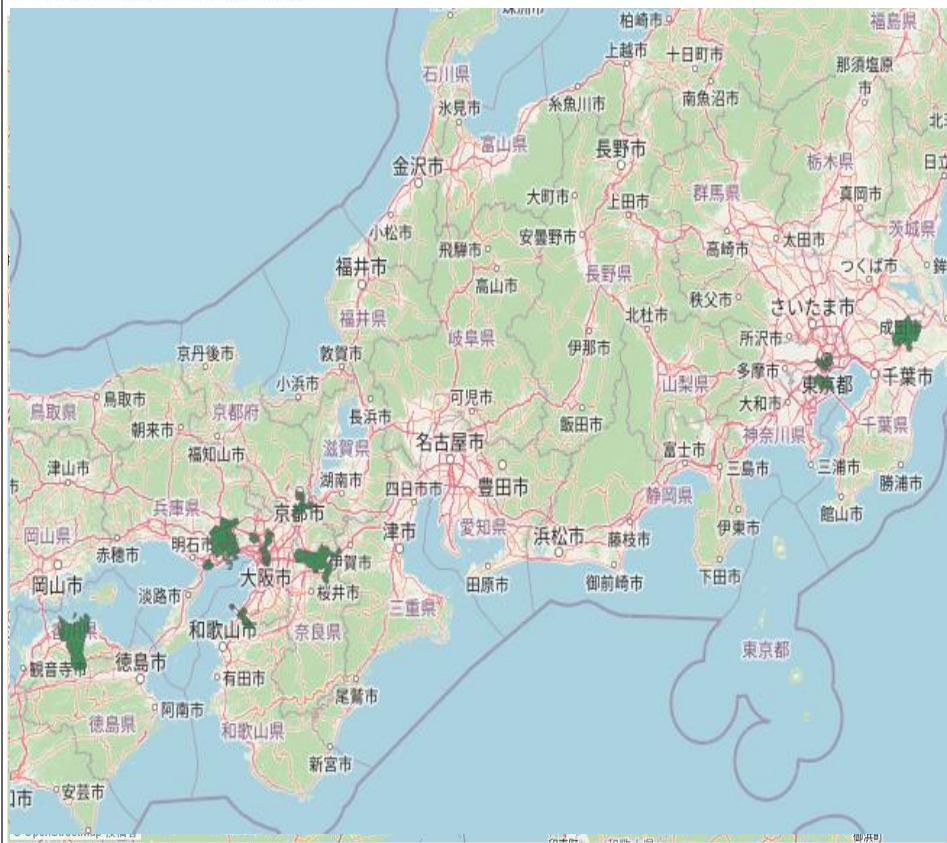 柏崎市
福島県
上越市
十日町市
那須塩原
市
石川県
糸魚川市
南魚沼市
氷見市
富山県
長野市
栃木県
日立
金沢市
大町市
上田市
群馬県
真岡市
小松市
飛騨市
安曇野市
高崎市
太田市
茨城県
福井市
高山市
長野県
つくば市
鉾
秩父市
さいたま市
北杜市
福井県
岐阜県
伊那市
所沢市
成田市
京丹後市
敦賀市
多摩市
東京都
千葉市
小浜市
山梨県
大和市
鳥取市
鳥取県
京都府
長浜市
可児市
飯田市
神奈川県
千葉県
朝来市
名古屋市
福知山市
滋賀県
富士市
三島市
三浦市
勝浦市
津山市
湖南市
四日市市
豊田市
静岡県
館山市
兵庫県
京都市
津市
愛知県
浜松市
藤枝市
伊東市
岡山県
赤穂市
明石市
伊賀市
岡山市
大阪市
田原市
御前崎市
下田市
淡路市
桜井市
三重県
和歌山市
奈良県
東京都
観音寺市
徳島市
有田市
尾鷲市
阿南市
徳島県
和歌山県
新宮市
安芸市